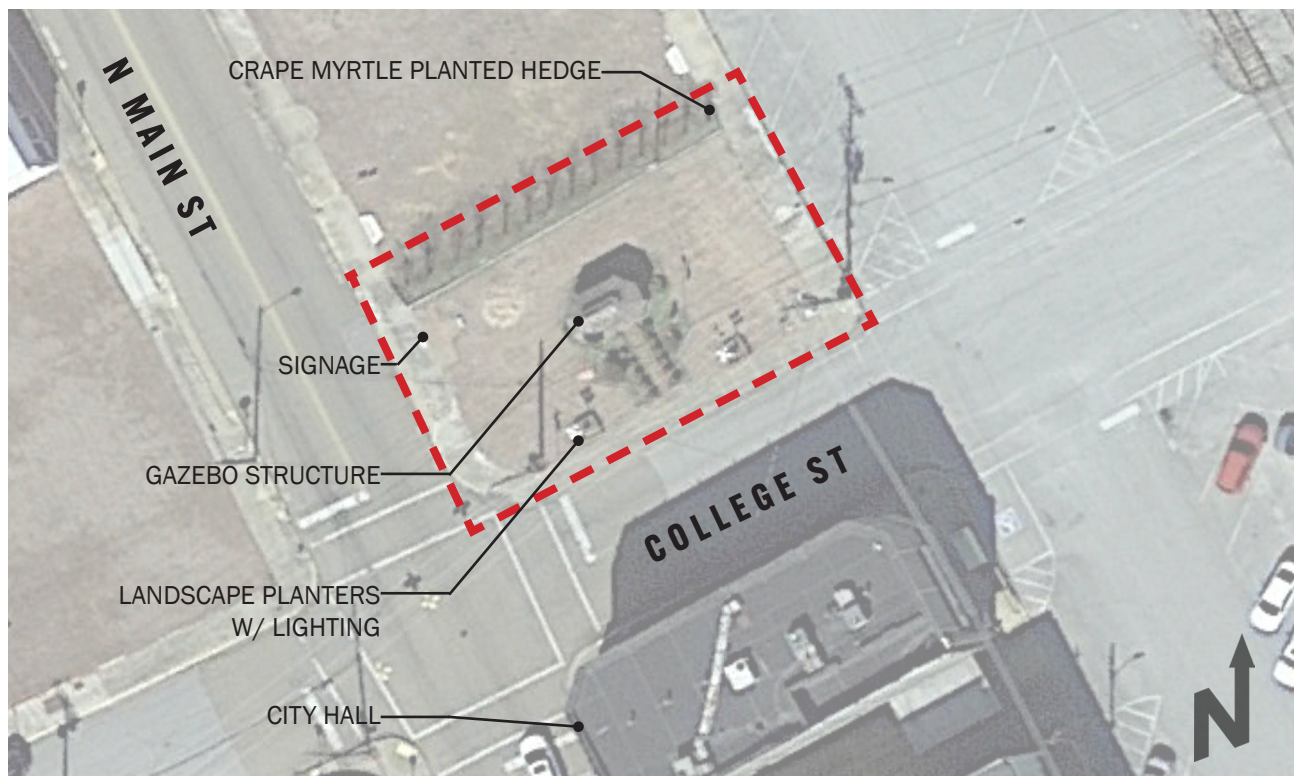 CRAPE MYRTLE PLANTED HEDGE
N MAIN ST
SIGNAGE
GAZEBO STRUCTURE
COLLEGE ST
LANDSCAPE PLANTERS
W/ LIGHTING
CITY HALL
N